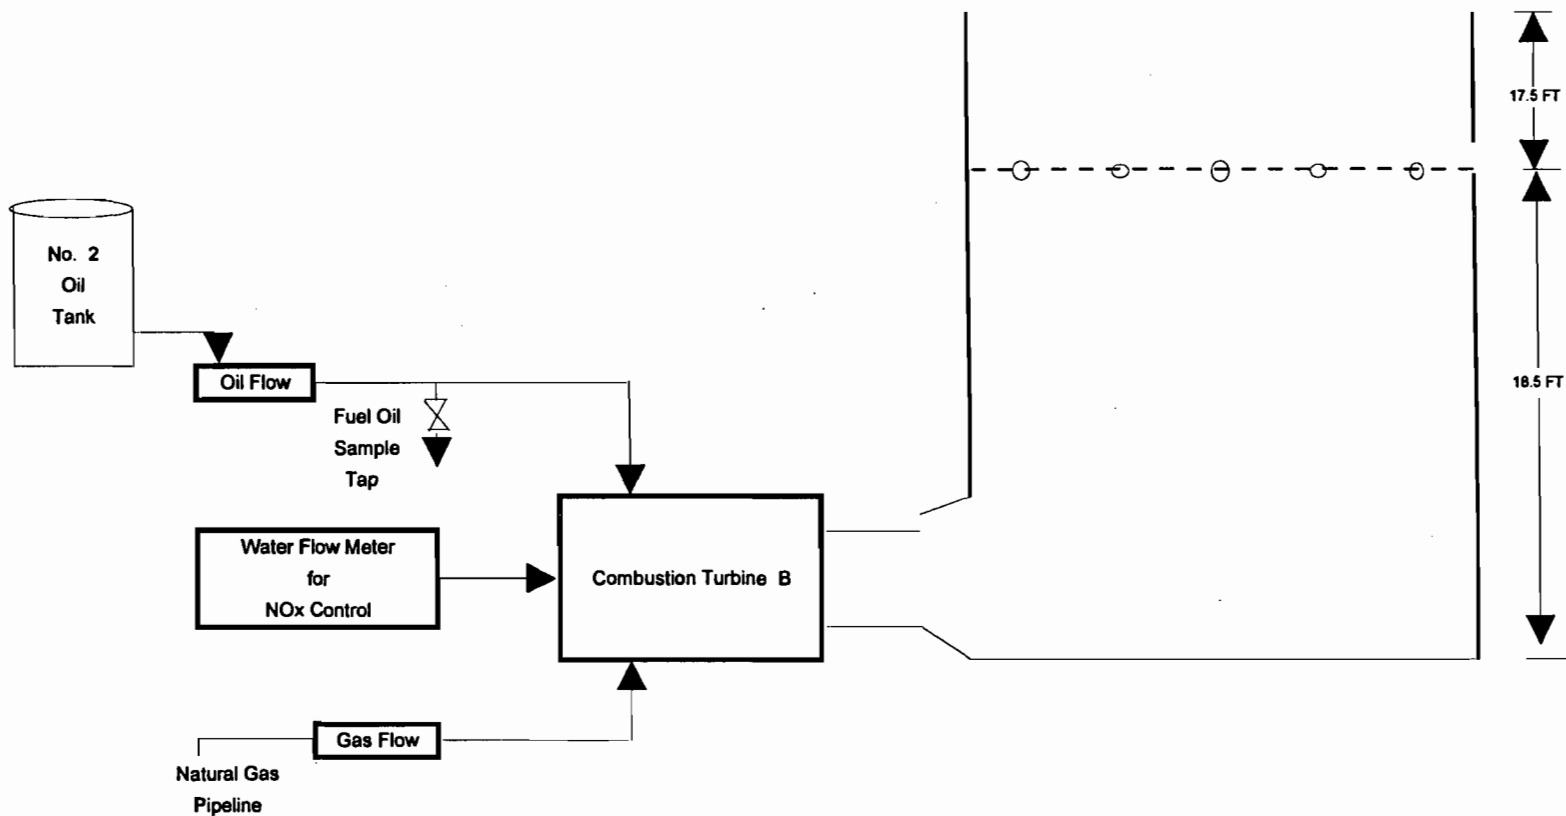 17.5 FT
No. 2
Oil
Tank
Oil Flow
18.5 FT
Fuel Oil
Sample
Tap
Water Flow Meter
for
NOx Control
Combustion Turbine B
Gas Flow
Natural Gas
Pipeline